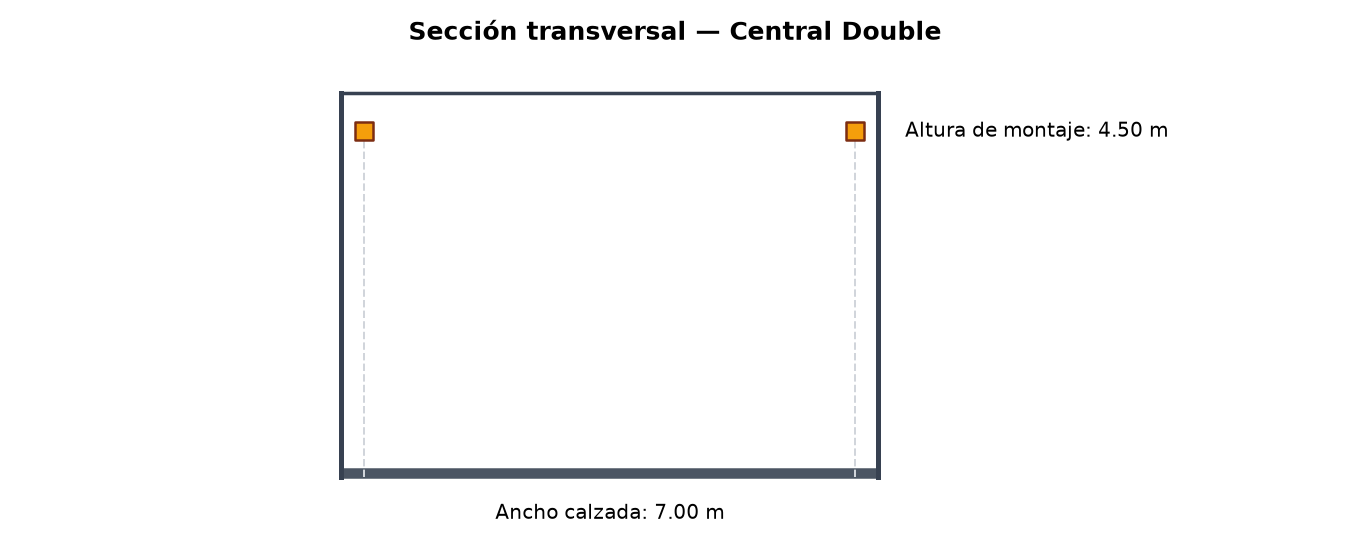 Sección transversal — Central Double
Altura de montaje: 4.50 m
Ancho calzada: 7.00 m